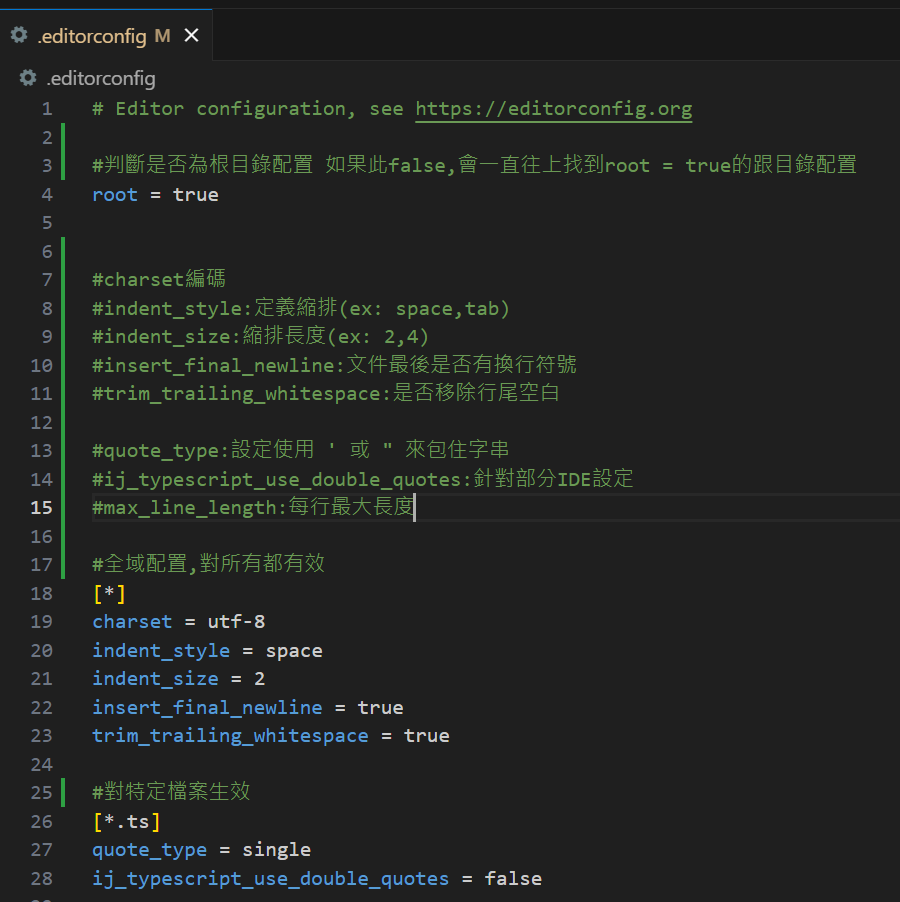 .editorconfig M
.editorconfig
1 # Editor configuration, see https://editorconfig.org
2
3 #判斷是否為根目錄配置 如果此false,會一直往上找到root = true的跟目錄配置
4 root = true
5
6
7 #charset編碼
8 #indent_style:定義縮排(ex: space,tab)
9 #indent_size:縮排長度(ex: 2,4)
10 #insert_final_newline:文件最後是否有換行符號
11 #trim_trailing_whitespace:是否移除行尾空白
12
13 #quote_type:設定使用 ' 或 " 來包住字串
14 #ij_typescript_use_double_quotes:針對部分IDE設定
15 #max_line_length:每行最大長度
16
17 #全域配置,對所有都有效
18 [*]
19 charset = utf-8
20 indent_style = space
21 indent_size = 2
22 insert_final_newline = true
23 trim_trailing_whitespace = true
24
25 #對特定檔案生效
26 [*.ts]
27 quote_type = single
28 ij_typescript_use_double_quotes = false